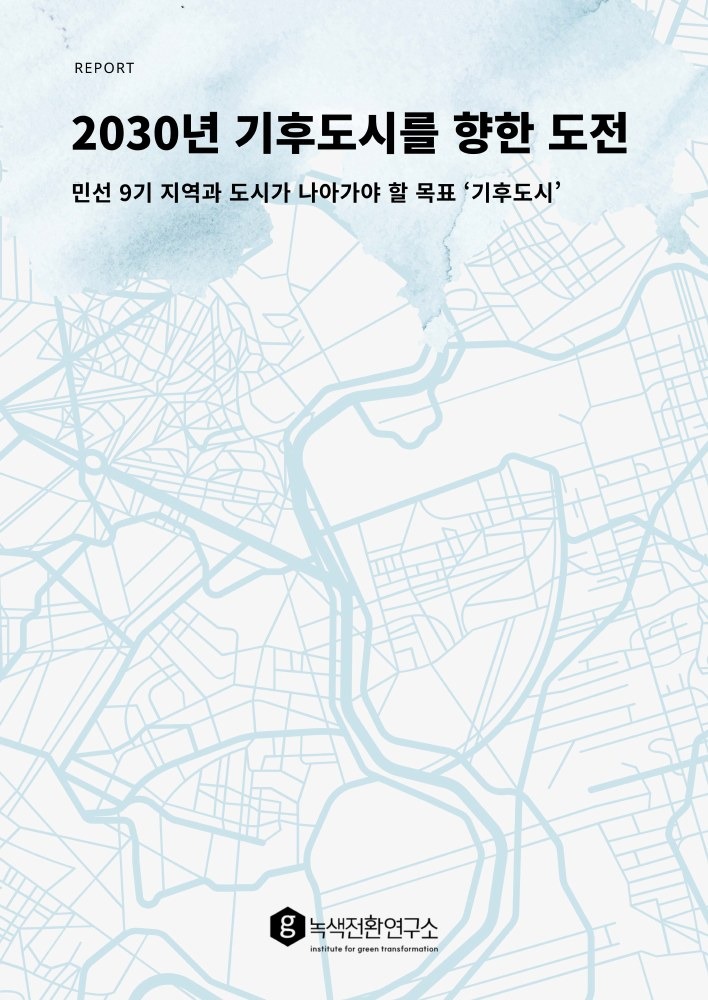 REPORT
2030년 기후도시를 향한 도전
민선 9기 지역과 도시가 나아가야 할 목표 ‘기후도시’
g 녹색전환연구소
institute for green transformation